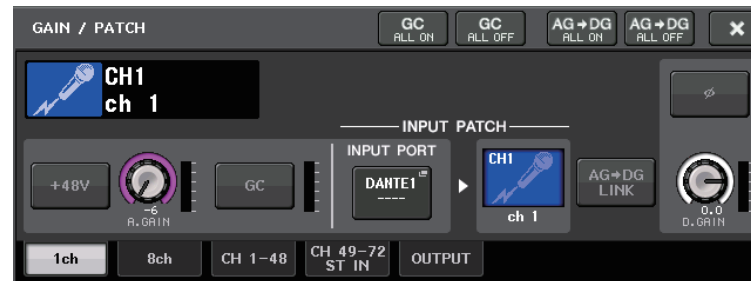 GAIN / PATCH
GC
ALL ON
GC
ALL OFF
AG→DG
ALL ON
AG→DG
ALL OFF
×
CH1
ch 1
INPUT PATCH
INPUT PORT
+48V
-6
A.GAIN
GC
DANTE1
----
CH1
ch 1
AG→DG
LINK
ø
0.0
D.GAIN
1ch
8ch
CH 1-48
CH 49-72
ST IN
OUTPUT